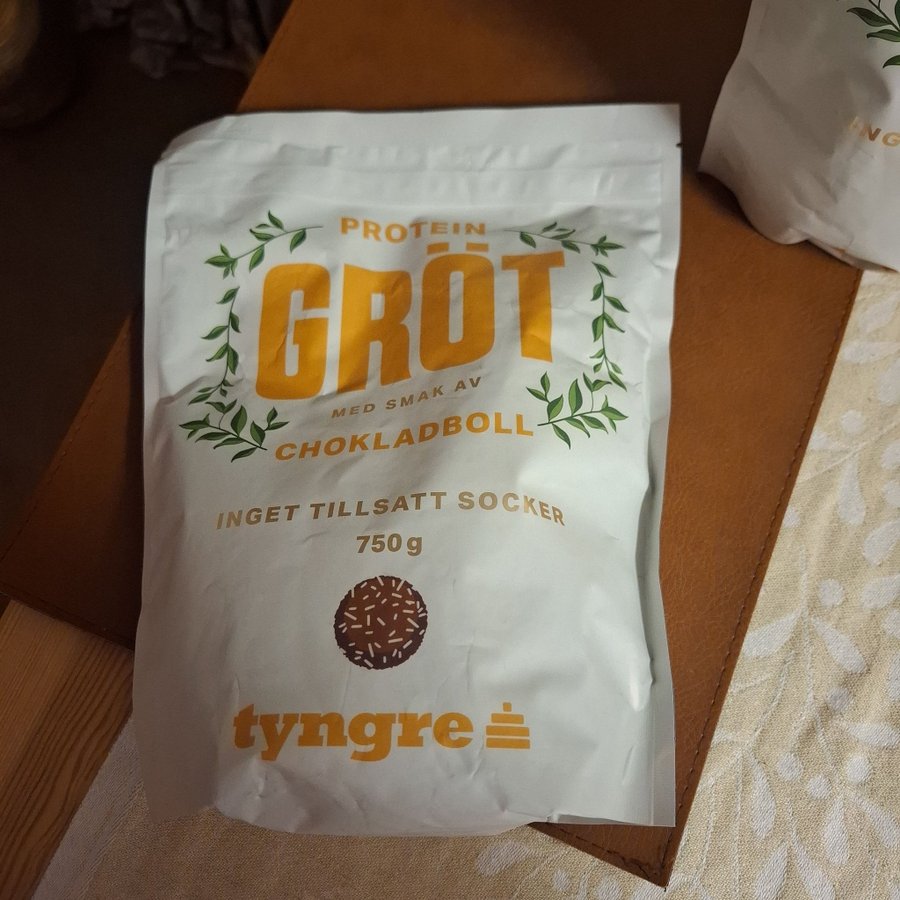 PROTEIN
GRÖT
MED SMAK AV
CHOKLADBOLL
INGET TILLSATT SOCKER
750g
tyngre